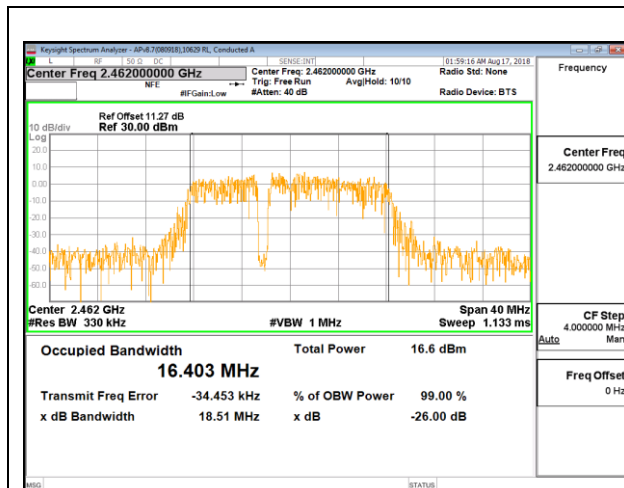 Keysight Spectrum Analyzer - APv8.7(080918),10629 RL, Conducted A
L RF 50 Ω DC SENSE:INT 01:59:16 AM Aug 17, 2018
Center Freq 2.462000000 GHz
NFE
#IFGain:Low
Center Freq: 2.462000000 GHz
Trig: Free Run Avg|Hold: 10/10
#Atten: 40 dB
Radio Std: None
Radio Device: BTS
Frequency
Ref Offset 11.27 dB
10 dB/div Ref 30.00 dBm
Log
20.0
10.0
0.00
-10.0
-20.0
-30.0
-40.0
-50.0
-60.0
Center Freq
2.462000000 GHz
Center 2.462 GHz Span 40 MHz
#Res BW 330 kHz #VBW 1 MHz Sweep 1.133 ms
CF Step
4.000000 MHz
Auto Man
Occupied Bandwidth Total Power 16.6 dBm
16.403 MHz
Transmit Freq Error -34.453 kHz % of OBW Power 99.00 %
x dB Bandwidth 18.51 MHz x dB -26.00 dB
Freq Offset
0 Hz
MSG STATUS